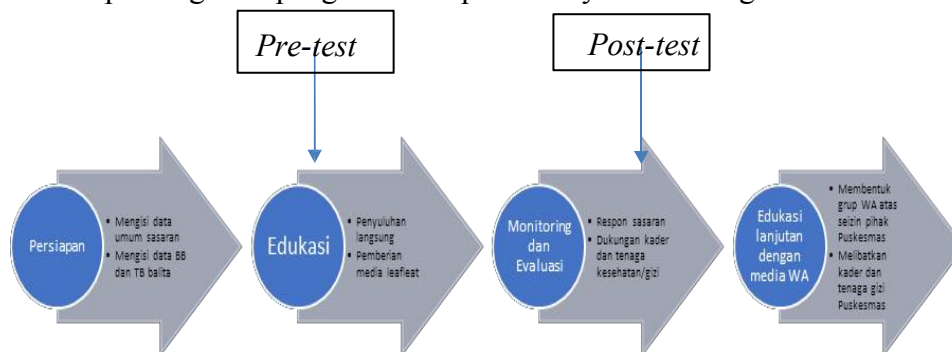 Pre-test
Post-test
Persiapan
• Mengisi data
umum sasaran
• Mengisi data BB
dan TB balita
Edukasi
• Penyuluhan
langsung
• Pemberian
media leafleat
Monitoring
dan
Evaluasi
• Respon sasaran
• Dukungan kader
dan tenaga
kesehatan/gizi
Edukasi
lanjutan
dengan
media WA
• Membentuk
grup WA atas
seizin pihak
Puskesmas
• Melibatkan
kader dan
tenaga gizi
Puskesmas